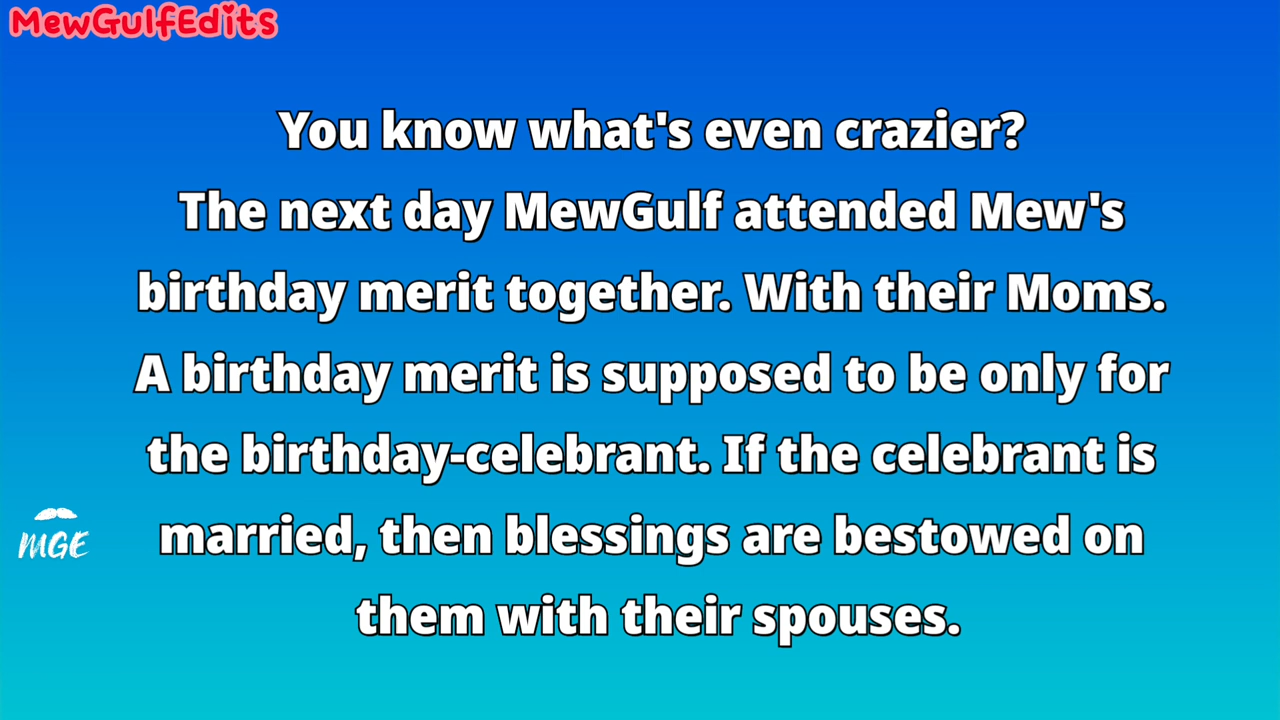 MewGulfEdits
You know what's even crazier?
The next day MewGulf attended Mew's
birthday merit together. With their Moms.
A birthday merit is supposed to be only for
the birthday-celebrant. If the celebrant is
married, then blessings are bestowed on
them with their spouses.
MGE